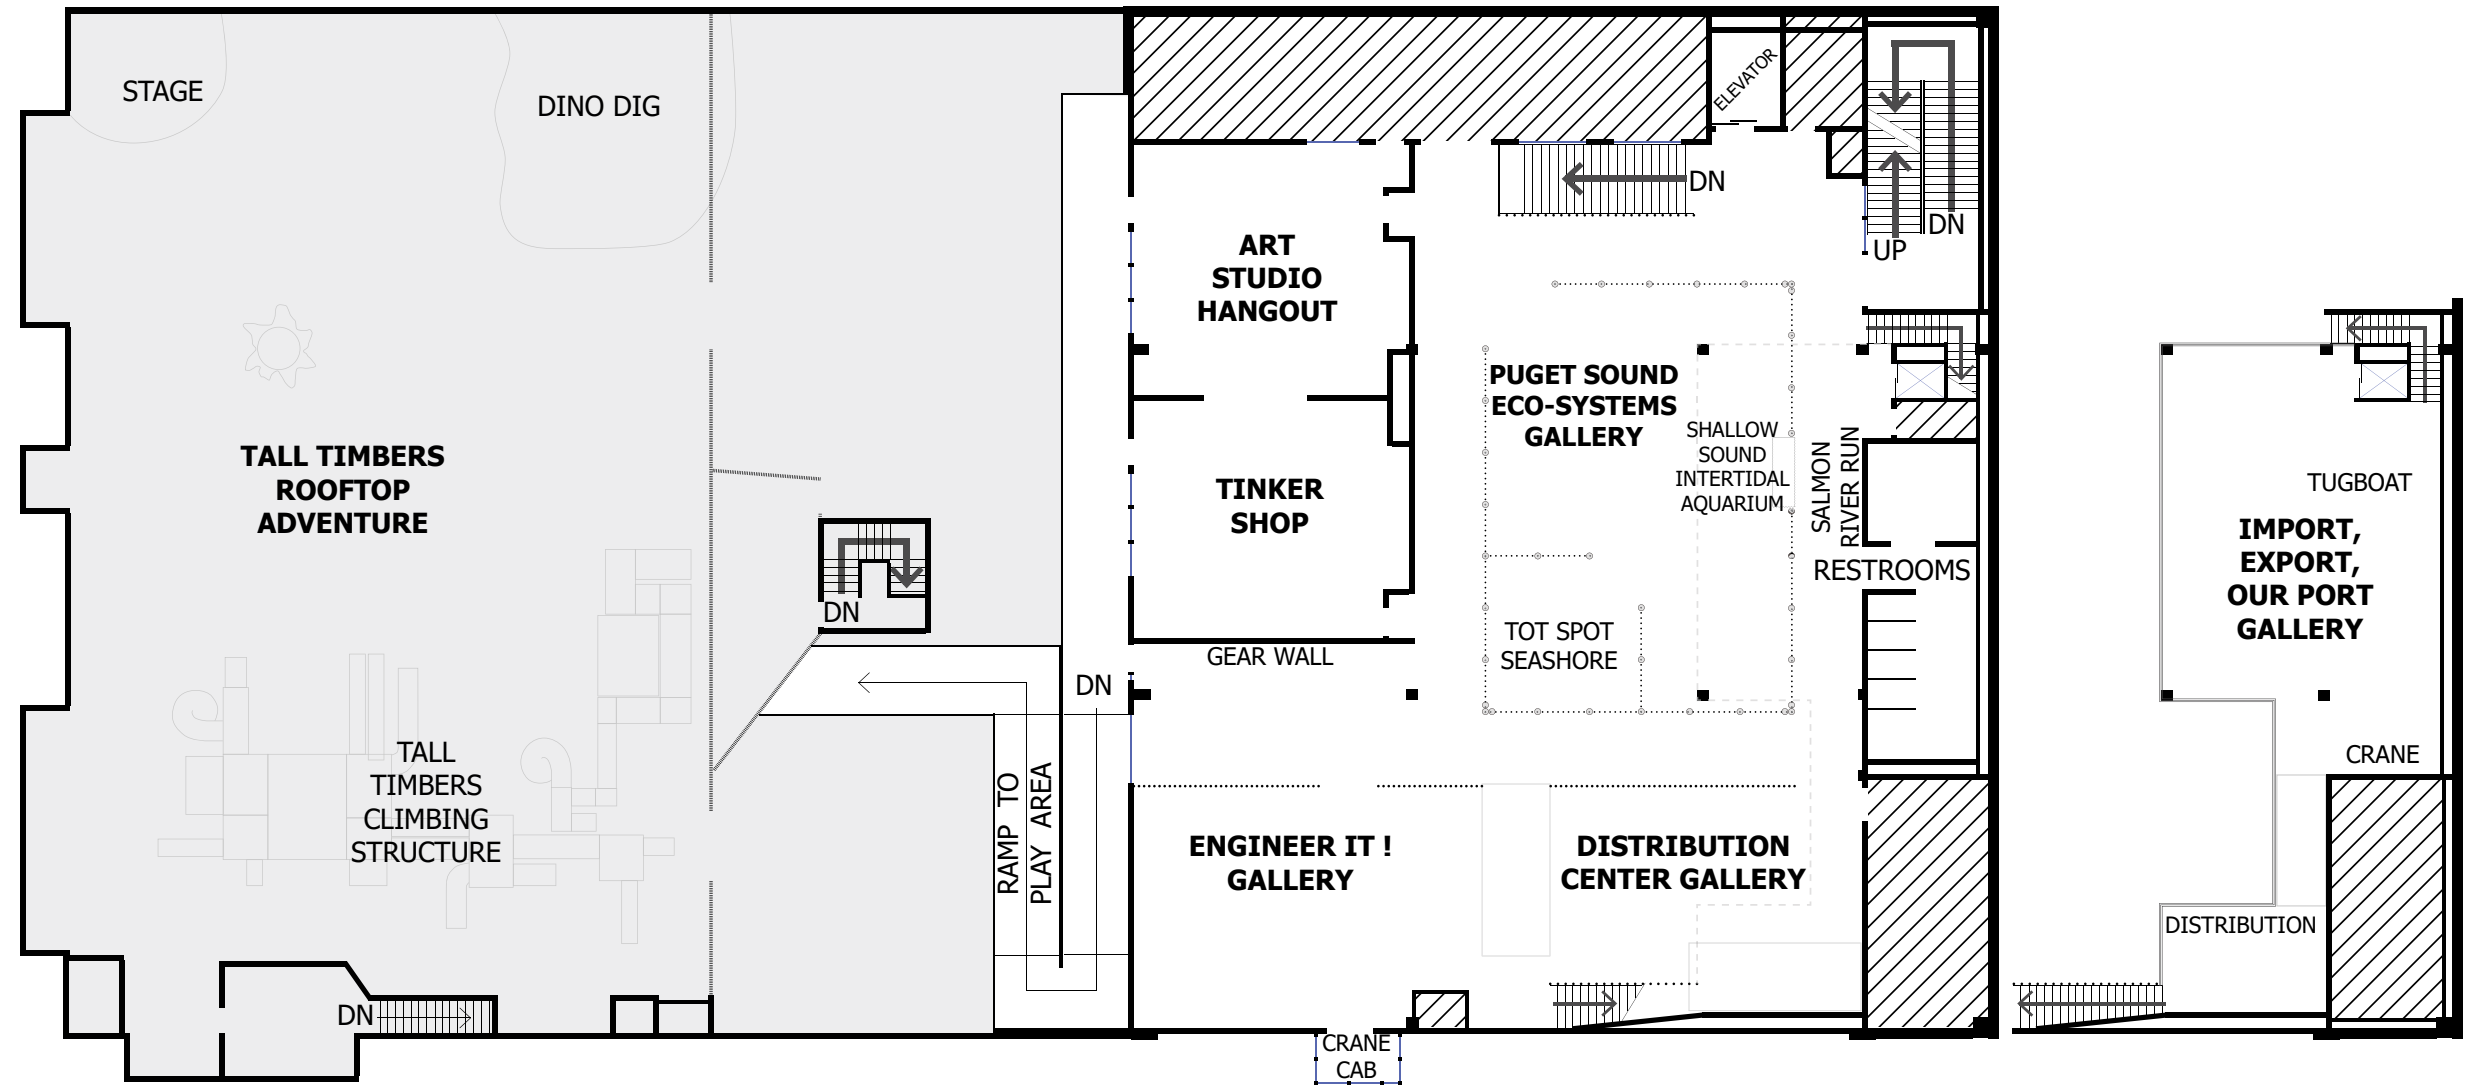 STAGE
DINO DIG
TALL TIMBERS
ROOFTOP
ADVENTURE
TALL
TIMBERS
CLIMBING
STRUCTURE
DN
DN
DN
RAMP TO
PLAY AREA
ELEVATOR
DN
UP
DN
ART
STUDIO
HANGOUT
TINKER
SHOP
GEAR WALL
PUGET SOUND
ECO-SYSTEMS
GALLERY
SHALLOW
SOUND
INTERTIDAL
AQUARIUM
SALMON
RIVER RUN
RESTROOMS
TOT SPOT
SEASHORE
ENGINEER IT !
GALLERY
DISTRIBUTION
CENTER GALLERY
CRANE
CAB
TUGBOAT
IMPORT,
EXPORT,
OUR PORT
GALLERY
CRANE
DISTRIBUTION